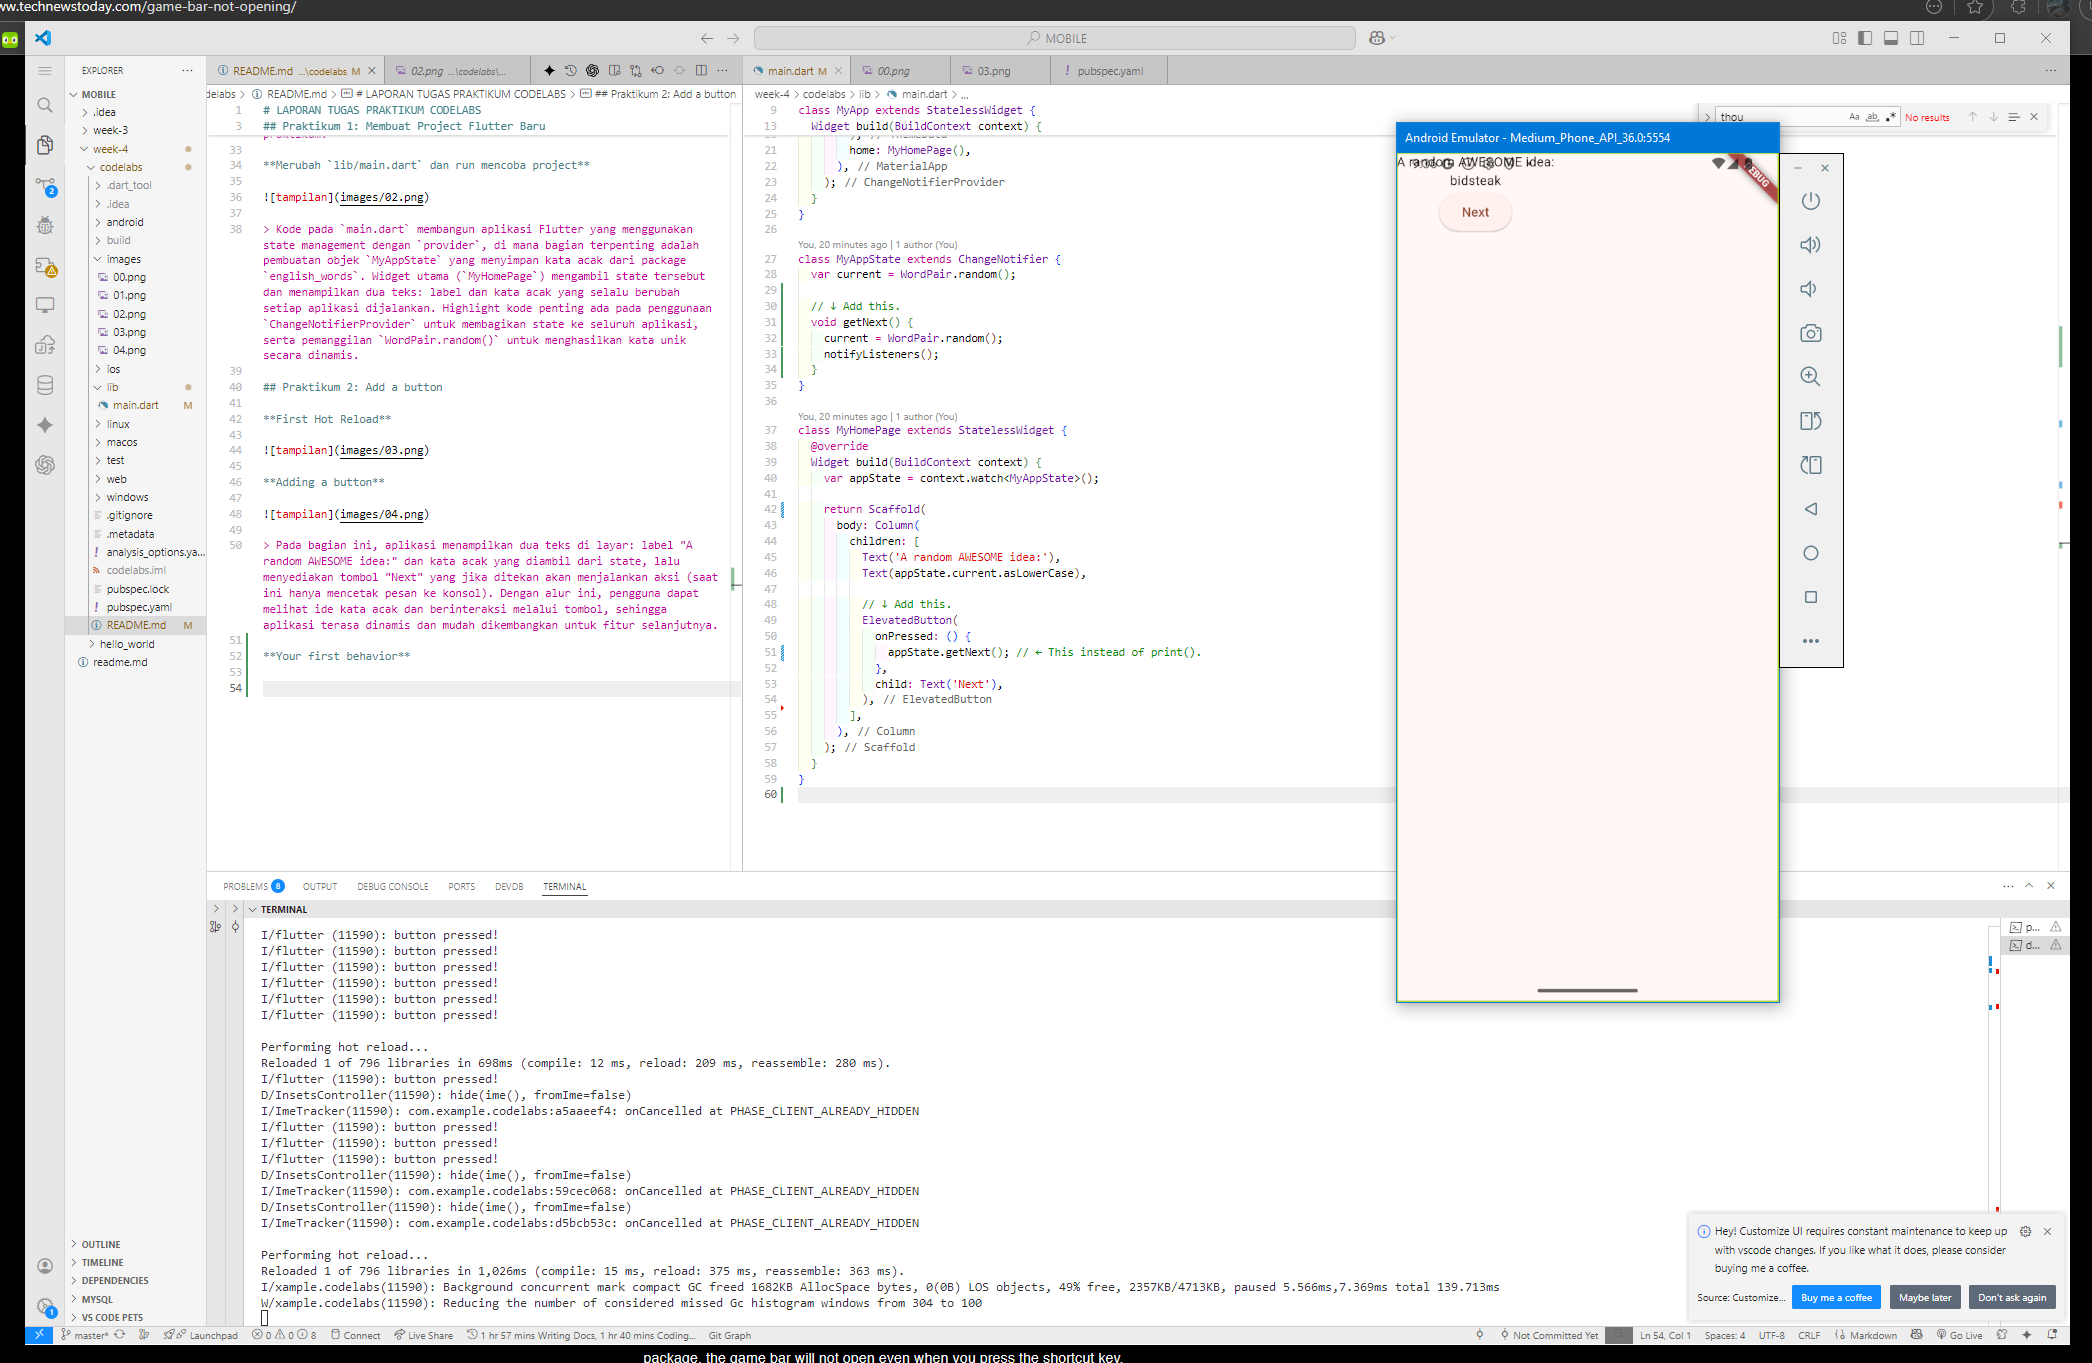 ww.technewstoday.com/game-bar-not-opening/
MOBILE
EXPLORER
MOBILE
.idea
week-3
week-4
codelabs
.dart_tool
.idea
android
build
images
00.png
01.png
02.png
03.png
04.png
ios
lib
main.dart M
linux
macos
test
web
windows
.gitignore
.metadata
analysis_options.ya...
codelabs.iml
pubspec.lock
pubspec.yaml
README.md M
hello_world
readme.md
OUTLINE
TIMELINE
DEPENDENCIES
MYSQL
VS CODE PETS
README.md ...\codelabs M
02.png ...\codelabs\...
delabs > README.md > # LAPORAN TUGAS PRAKTIKUM CODELABS > ## Praktikum 2: Add a button
1 # LAPORAN TUGAS PRAKTIKUM CODELABS
3 ## Praktikum 1: Membuat Project Flutter Baru
33
34 **Merubah `lib/main.dart` dan run mencoba project**
35
36 ![tampilan](images/02.png)
37
38 > Kode pada `main.dart` membangun aplikasi Flutter yang menggunakan
state management dengan `provider`, di mana bagian terpenting adalah
pembuatan objek `MyAppState` yang menyimpan kata acak dari package
`english_words`. Widget utama (`MyHomePage`) mengambil state tersebut
dan menampilkan dua teks: label dan kata acak yang selalu berubah
setiap aplikasi dijalankan. Highlight kode penting ada pada penggunaan
`ChangeNotifierProvider` untuk membagikan state ke seluruh aplikasi,
serta pemanggilan `WordPair.random()` untuk menghasilkan kata unik
secara dinamis.
39
40 ## Praktikum 2: Add a button
41
42 **First Hot Reload**
43
44 ![tampilan](images/03.png)
45
46 **Adding a button**
47
48 ![tampilan](images/04.png)
49
50 > Pada bagian ini, aplikasi menampilkan dua teks di layar: label "A
random AWESOME idea:" dan kata acak yang diambil dari state, lalu
menyediakan tombol "Next" yang jika ditekan akan menjalankan aksi (saat
ini hanya mencetak pesan ke konsol). Dengan alur ini, pengguna dapat
melihat ide kata acak dan berinteraksi melalui tombol, sehingga
aplikasi terasa dinamis dan mudah dikembangkan untuk fitur selanjutnya.
51
52 **Your first behavior**
53
54
main.dart M
00.png
03.png
pubspec.yaml
week-4 > codelabs > lib > main.dart > ...
9 class MyApp extends StatelessWidget {
13 Widget build(BuildContext context) {
21 home: MyHomePage(),
22 ), // MaterialApp
23 ); // ChangeNotifierProvider
24 }
25 }
26
You, 20 minutes ago | 1 author (You)
27 class MyAppState extends ChangeNotifier {
28 var current = WordPair.random();
29
30 // ↓ Add this.
31 void getNext() {
32 current = WordPair.random();
33 notifyListeners();
34 }
35 }
36
You, 20 minutes ago | 1 author (You)
37 class MyHomePage extends StatelessWidget {
38 @override
39 Widget build(BuildContext context) {
40 var appState = context.watch<MyAppState>();
41
42 return Scaffold(
43 body: Column(
44 children: [
45 Text('A random AWESOME idea:'),
46 Text(appState.current.asLowerCase),
47
48 // ↓ Add this.
49 ElevatedButton(
50 onPressed: () {
51 appState.getNext(); // ← This instead of print().
52 },
53 child: Text('Next'),
54 ), // ElevatedButton
55 ],
56 ), // Column
57 ); // Scaffold
58 }
59 }
60
thou
Aa ab No results
Android Emulator - Medium_Phone_API_36.0:5554
A random AWESOME idea:
bidsteak
Next
PROBLEMS 8 OUTPUT DEBUG CONSOLE PORTS DEVDB TERMINAL
TERMINAL
I/flutter (11590): button pressed!
I/flutter (11590): button pressed!
I/flutter (11590): button pressed!
I/flutter (11590): button pressed!
I/flutter (11590): button pressed!
I/flutter (11590): button pressed!
Performing hot reload...
Reloaded 1 of 796 libraries in 698ms (compile: 12 ms, reload: 209 ms, reassemble: 280 ms).
I/flutter (11590): button pressed!
D/InsetsController(11590): hide(ime(), fromIme=false)
I/ImeTracker(11590): com.example.codelabs:a5aaeef4: onCancelled at PHASE_CLIENT_ALREADY_HIDDEN
I/flutter (11590): button pressed!
I/flutter (11590): button pressed!
I/flutter (11590): button pressed!
D/InsetsController(11590): hide(ime(), fromIme=false)
I/ImeTracker(11590): com.example.codelabs:59cec068: onCancelled at PHASE_CLIENT_ALREADY_HIDDEN
D/InsetsController(11590): hide(ime(), fromIme=false)
I/ImeTracker(11590): com.example.codelabs:d5bcb53c: onCancelled at PHASE_CLIENT_ALREADY_HIDDEN
Performing hot reload...
Reloaded 1 of 796 libraries in 1,026ms (compile: 15 ms, reload: 375 ms, reassemble: 363 ms).
I/xample.codelabs(11590): Background concurrent mark compact GC freed 1682KB AllocSpace bytes, 0(0B) LOS objects, 49% free, 2357KB/4713KB, paused 5.566ms,7.369ms total 139.713ms
W/xample.codelabs(11590): Reducing the number of considered missed Gc histogram windows from 304 to 100
p...
d...
Hey! Customize UI requires constant maintenance to keep up
with vscode changes. If you like what it does, please consider
buying me a coffee.
Source: Customize... Buy me a coffee Maybe later Don't ask again
master* Launchpad 0 0 8 Connect Live Share 1 hr 57 mins Writing Docs, 1 hr 40 mins Coding... Git Graph Not Committed Yet Ln 54, Col 1 Spaces: 4 UTF-8 CRLF Markdown Go Live
package, the game bar will not open even when you press the shortcut key.